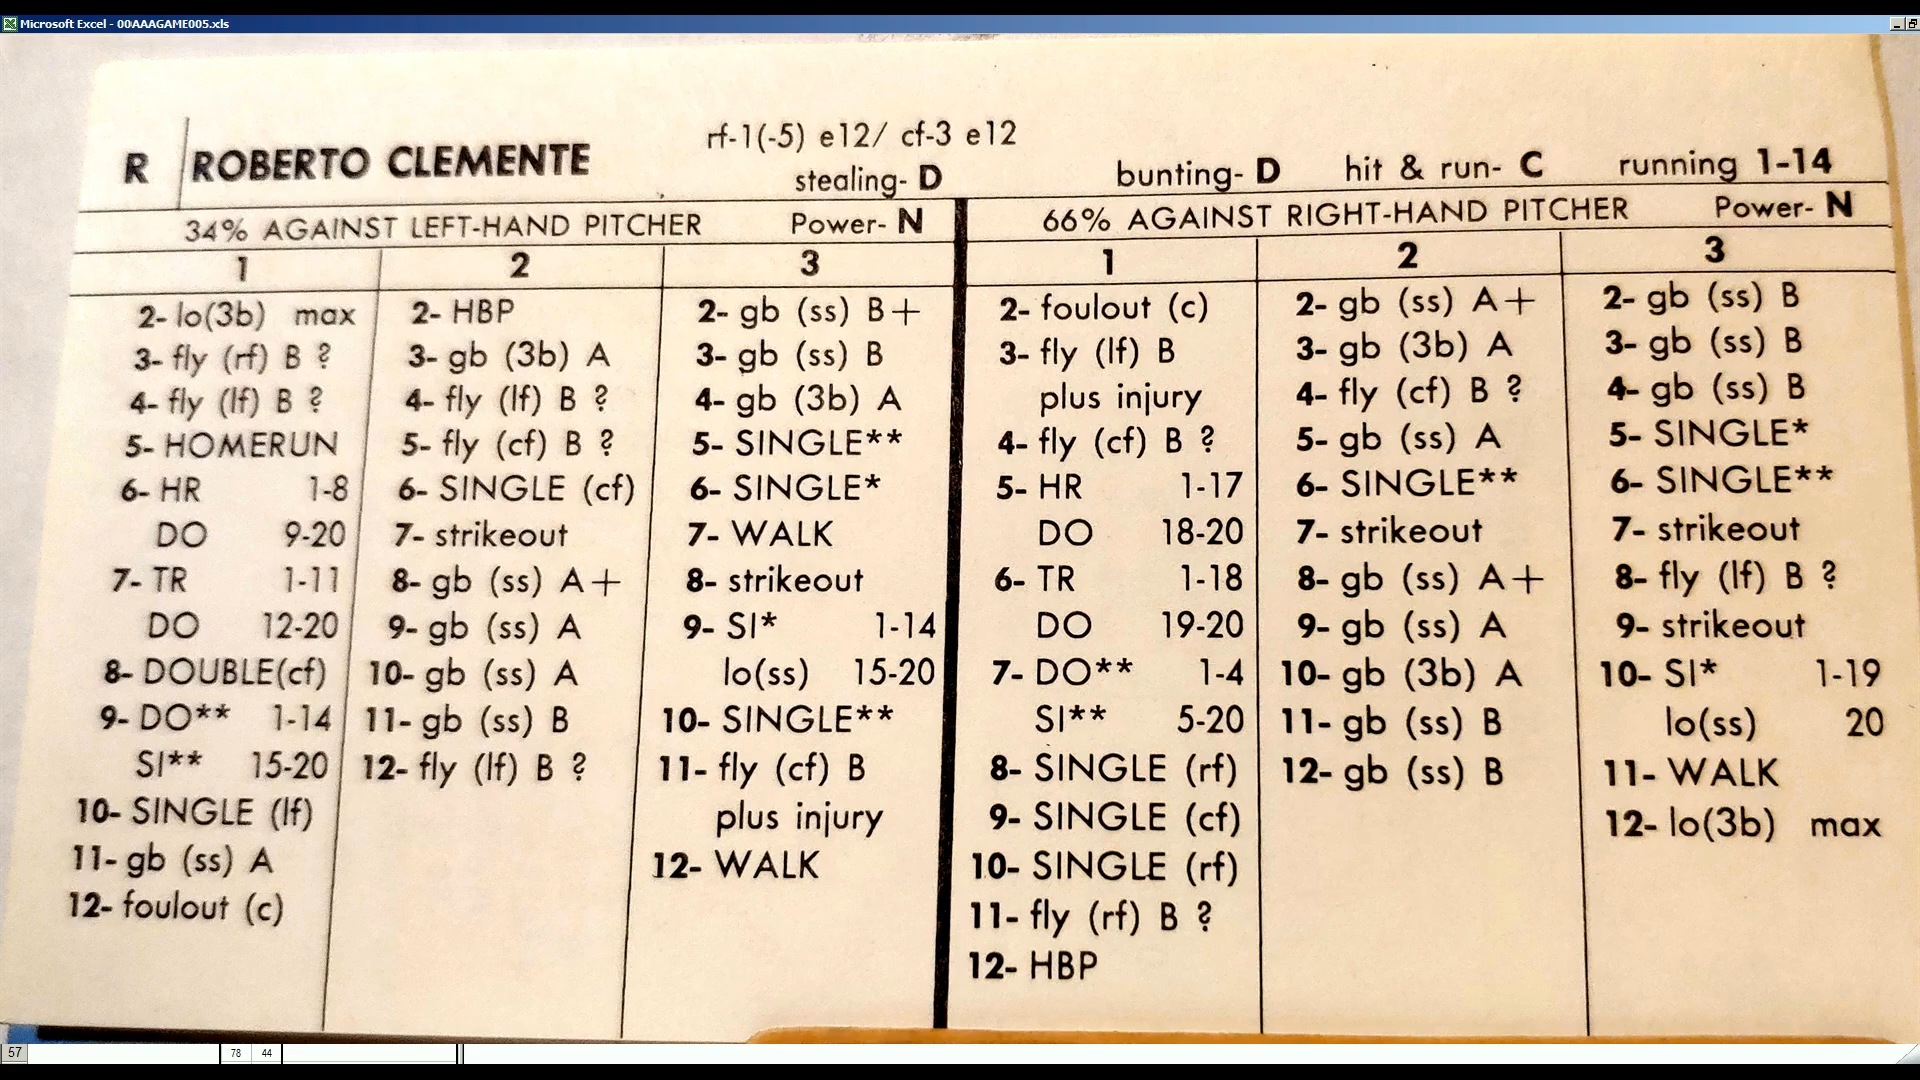 Microsoft Excel - 00AAAGAME005.xls
R ROBERTO CLEMENTE
rf-1(-5) e12/ cf-3 e12
stealing- D bunting- D hit & run- C running 1-14
34% AGAINST LEFT-HAND PITCHER Power- N
1
2- lo(3b) max
3- fly (rf) B ?
4- fly (lf) B ?
5- HOMERUN
6- HR 1-8
DO 9-20
7- TR 1-11
DO 12-20
8- DOUBLE(cf)
9- DO** 1-14
SI** 15-20
10- SINGLE (lf)
11- gb (ss) A
12- foulout (c)
2
2- HBP
3- gb (3b) A
4- fly (lf) B ?
5- fly (cf) B ?
6- SINGLE (cf)
7- strikeout
8- gb (ss) A+
9- gb (ss) A
10- gb (ss) A
11- gb (ss) B
12- fly (lf) B ?
3
2- gb (ss) B+
3- gb (ss) B
4- gb (3b) A
5- SINGLE**
6- SINGLE*
7- WALK
8- strikeout
9- SI* 1-14
lo(ss) 15-20
10- SINGLE**
11- fly (cf) B
plus injury
12- WALK
66% AGAINST RIGHT-HAND PITCHER Power- N
1
2- foulout (c)
3- fly (lf) B
plus injury
4- fly (cf) B ?
5- HR 1-17
DO 18-20
6- TR 1-18
DO 19-20
7- DO** 1-4
SI** 5-20
8- SINGLE (rf)
9- SINGLE (cf)
10- SINGLE (rf)
11- fly (rf) B ?
12- HBP
2
2- gb (ss) A+
3- gb (3b) A
4- fly (cf) B ?
5- gb (ss) A
6- SINGLE**
7- strikeout
8- gb (ss) A+
9- gb (ss) A
10- gb (3b) A
11- gb (ss) B
12- gb (ss) B
3
2- gb (ss) B
3- gb (ss) B
4- gb (ss) B
5- SINGLE*
6- SINGLE**
7- strikeout
8- fly (lf) B ?
9- strikeout
10- SI* 1-19
lo(ss) 20
11- WALK
12- lo(3b) max
57 78 44